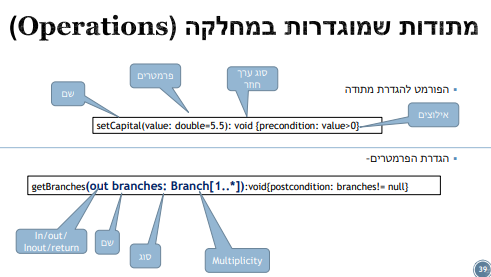 מתודות שמוגדרות במחלקה (Operations)
הפורמט להגדרת מתודה
שם
פרמטרים
סוג ערך
חוזר
אילוצים
setCapital(value: double=5.5): void {precondition: value>0}
הגדרת הפרמטרים-
getBranches(out branches: Branch[1..*]):void{postcondition: branches!= null}
In/out/
Inout/return
שם
סוג
Multiplicity
39